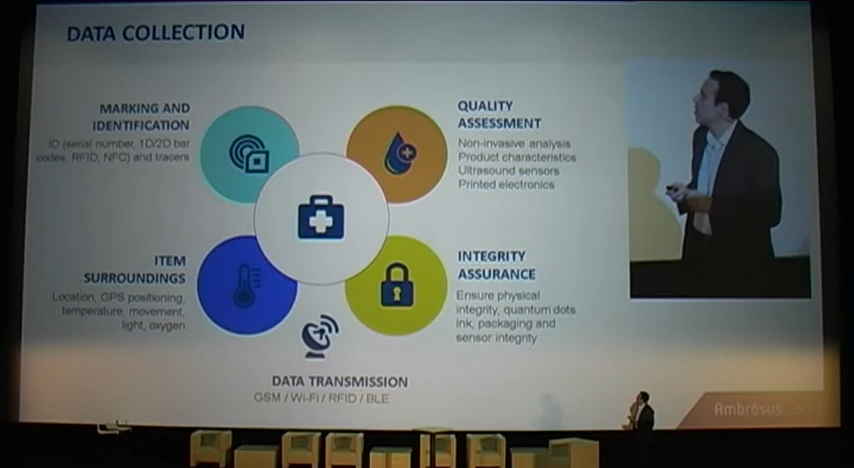 DATA COLLECTION
MARKING AND
IDENTIFICATION
ID (serial number, 1D/2D bar
codes, RFID, NFC) and tracers
QUALITY
ASSESSMENT
Non-invasive analysis
Product characteristics
Ultrasound sensors
Printed electronics
ITEM
SURROUNDINGS
Location, GPS positioning,
temperature, movement,
light, oxygen
INTEGRITY
ASSURANCE
Ensure physical
integrity, quantum dots
ink, packaging and
sensor integrity
DATA TRANSMISSION
GSM / Wi-Fi / RFID / BLE
Ambrosus